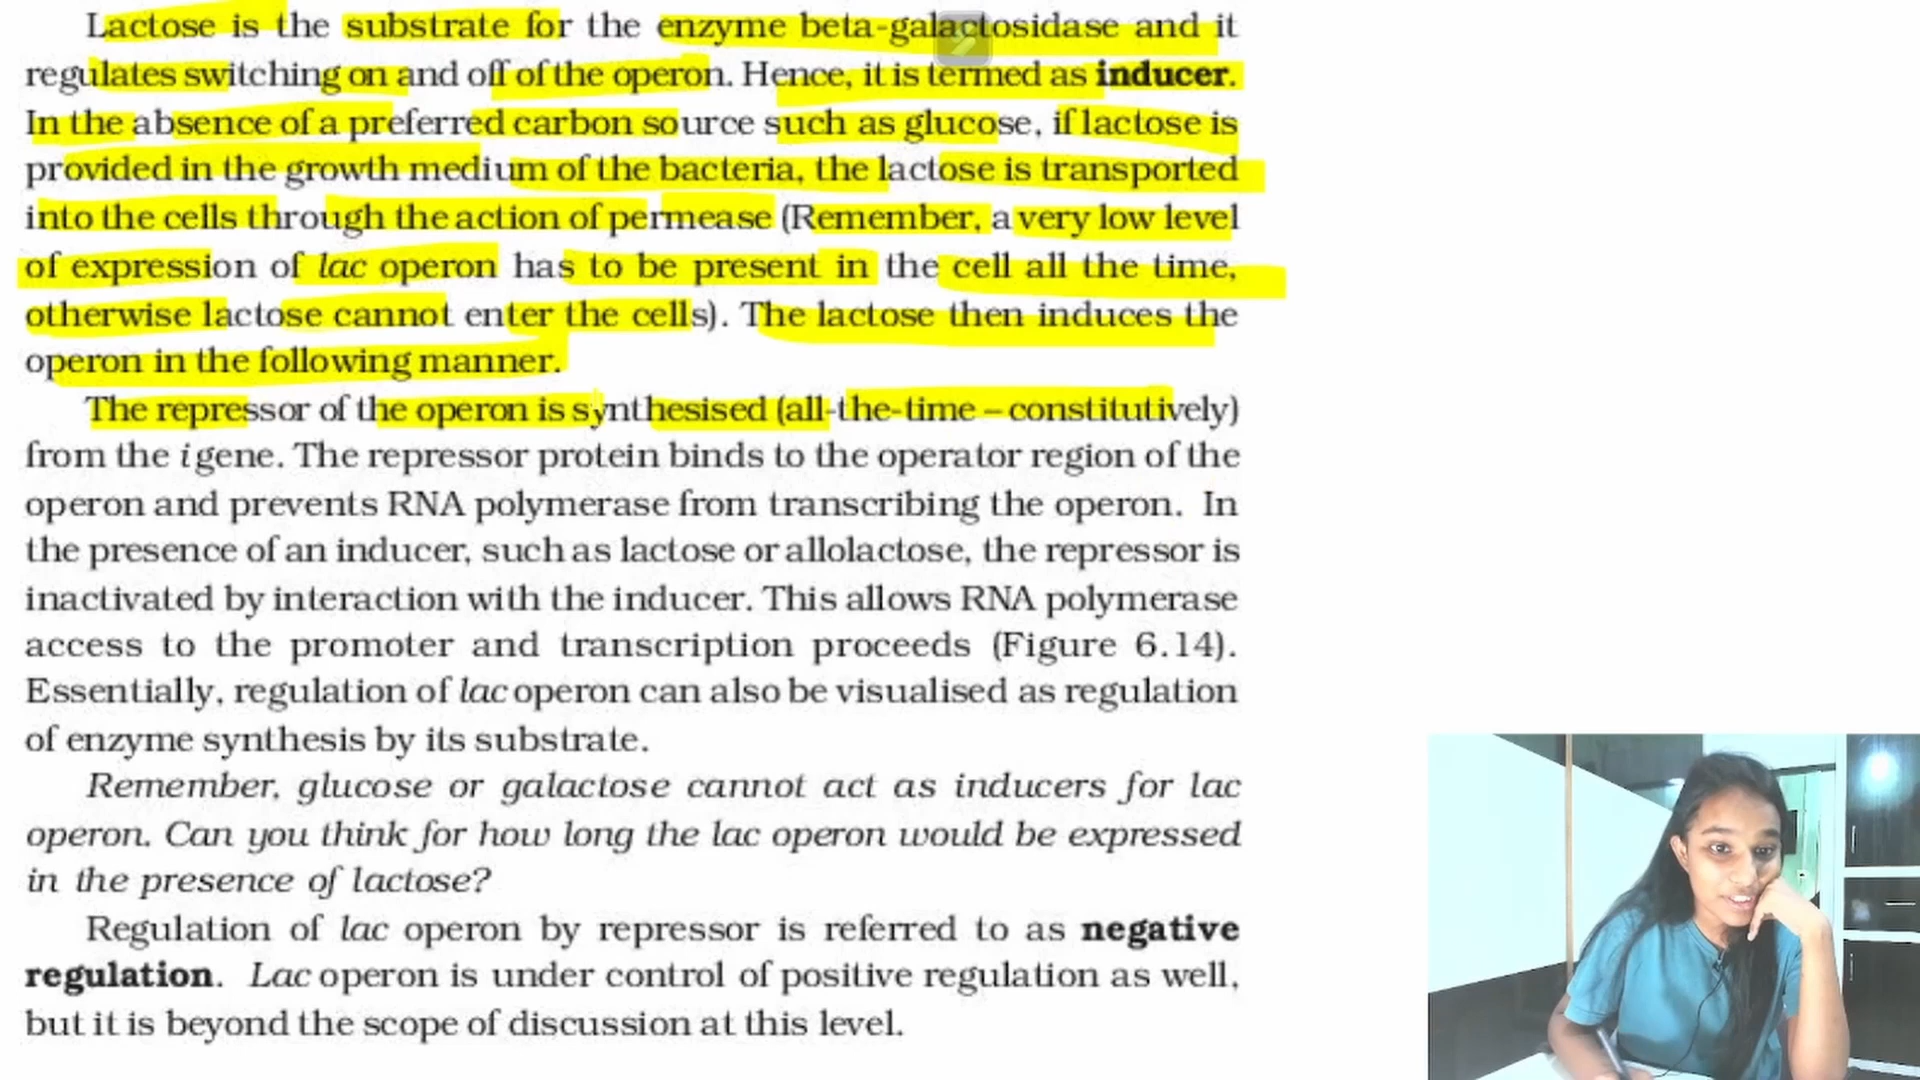 Lactose is the substrate for the enzyme beta-galactosidase and it
regulates switching on and off of the operon. Hence, it is termed as inducer.
In the absence of a preferred carbon source such as glucose, if lactose is
provided in the growth medium of the bacteria, the lactose is transported
into the cells through the action of permease (Remember, a very low level
of expression of lac operon has to be present in the cell all the time,
otherwise lactose cannot enter the cells). The lactose then induces the
operon in the following manner.
The repressor of the operon is synthesised (all-the-time – constitutively)
from the i gene. The repressor protein binds to the operator region of the
operon and prevents RNA polymerase from transcribing the operon. In
the presence of an inducer, such as lactose or allolactose, the repressor is
inactivated by interaction with the inducer. This allows RNA polymerase
access to the promoter and transcription proceeds (Figure 6.14).
Essentially, regulation of lac operon can also be visualised as regulation
of enzyme synthesis by its substrate.
Remember, glucose or galactose cannot act as inducers for lac
operon. Can you think for how long the lac operon would be expressed
in the presence of lactose?
Regulation of lac operon by repressor is referred to as negative
regulation. Lac operon is under control of positive regulation as well,
but it is beyond the scope of discussion at this level.